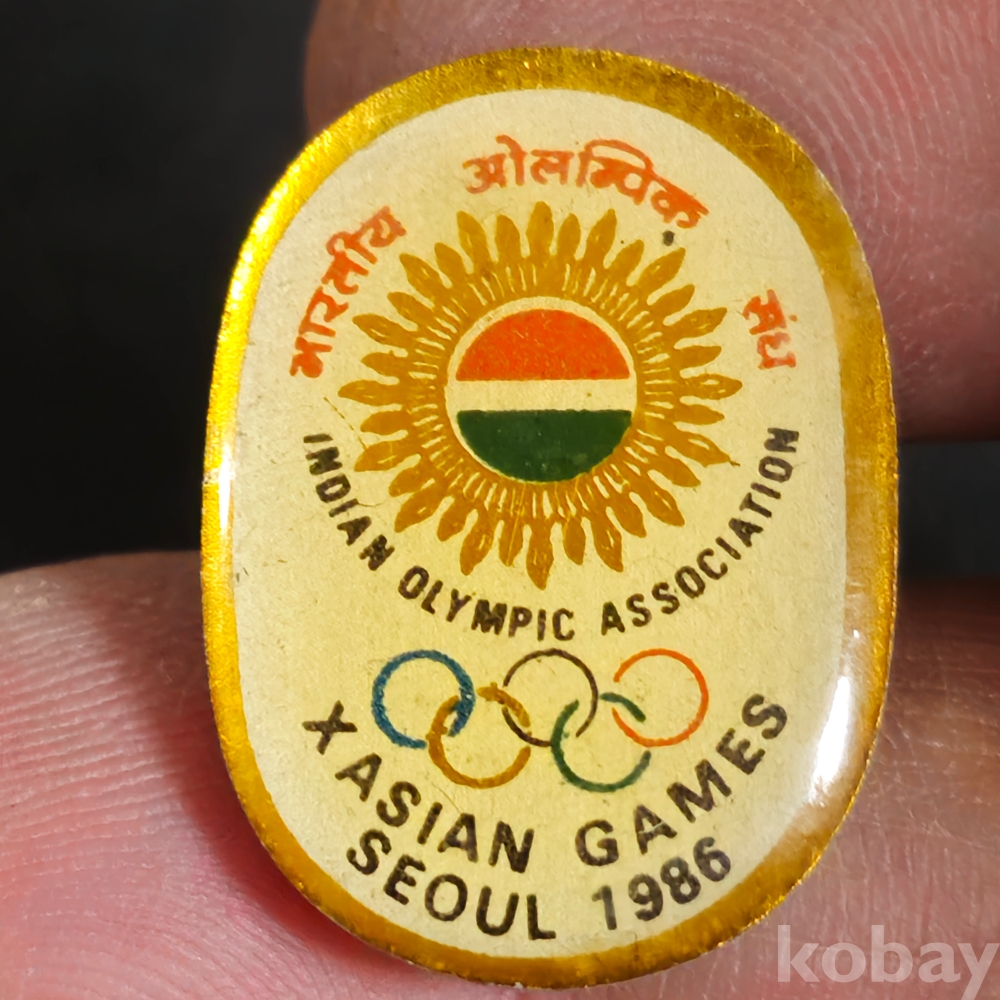 भारतीय ओलम्पिक संघ
INDIAN OLYMPIC ASSOCIATION
X ASIAN GAMES
SEOUL 1986
kobay